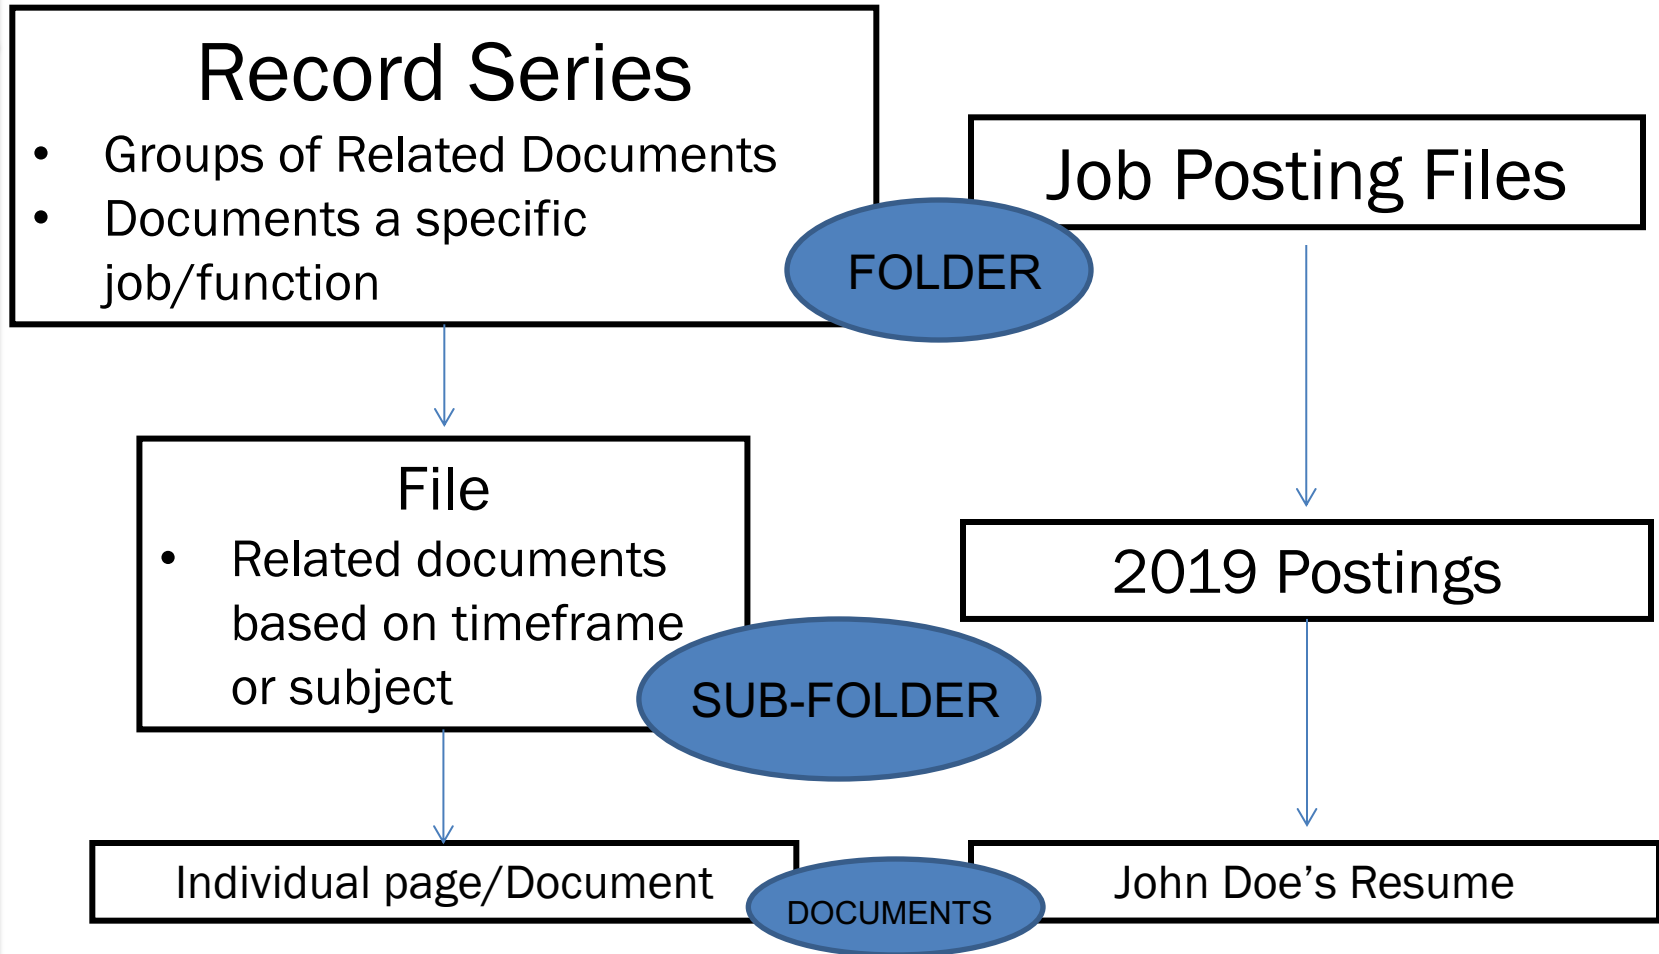 Record Series
• Groups of Related Documents
• Documents a specific
job/function
Job Posting Files
FOLDER
File
• Related documents
based on timeframe
or subject
2019 Postings
SUB-FOLDER
Individual page/Document
John Doe’s Resume
DOCUMENTS